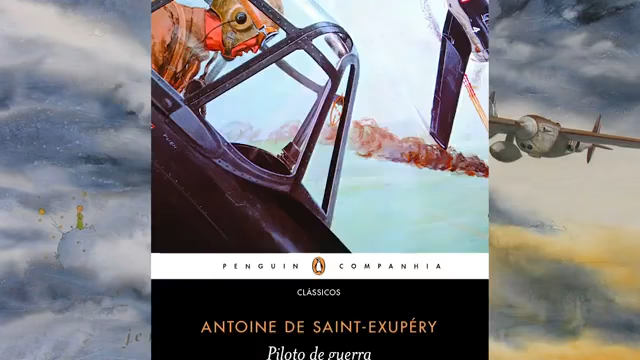 PENGUIN COMPANHIA
CLÁSSICOS
ANTOINE DE SAINT-EXUPÉRY
Piloto de guerra